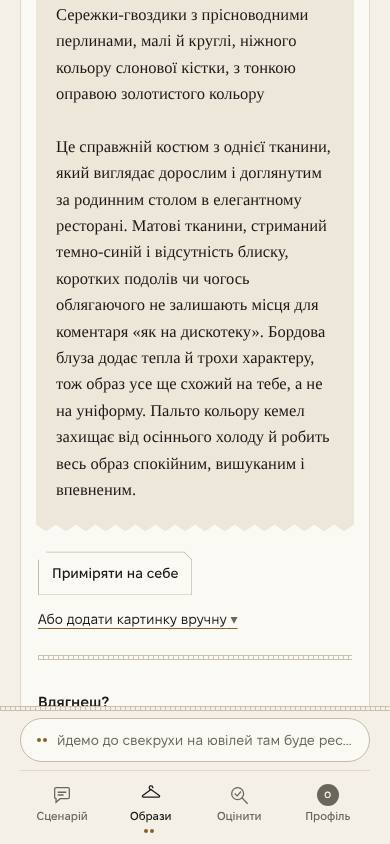 Сережки-гвоздики з прісноводними
перлинами, малі й круглі, ніжного
кольору слонової кістки, з тонкою
оправою золотистого кольору
Це справжній костюм з однієї тканини,
який виглядає дорослим і доглянутим
за родинним столом в елегантному
ресторані. Матові тканини, стриманий
темно-синій і відсутність блиску,
коротких подолів чи чогось
облягаючого не залишають місця для
коментаря «як на дискотеку». Бордова
блуза додає тепла й трохи характеру,
тож образ усе ще схожий на тебе, а не
на уніформу. Пальто кольору кемел
захищає від осіннього холоду й робить
весь образ спокійним, вишуканим і
впевненим.
Приміряти на себе
Або додати картинку вручну ▾
Вдягнеш?
йдемо до свекрухи на ювілей там буде рес...
Сценарій
Образи
Оцінити
О
Профіль